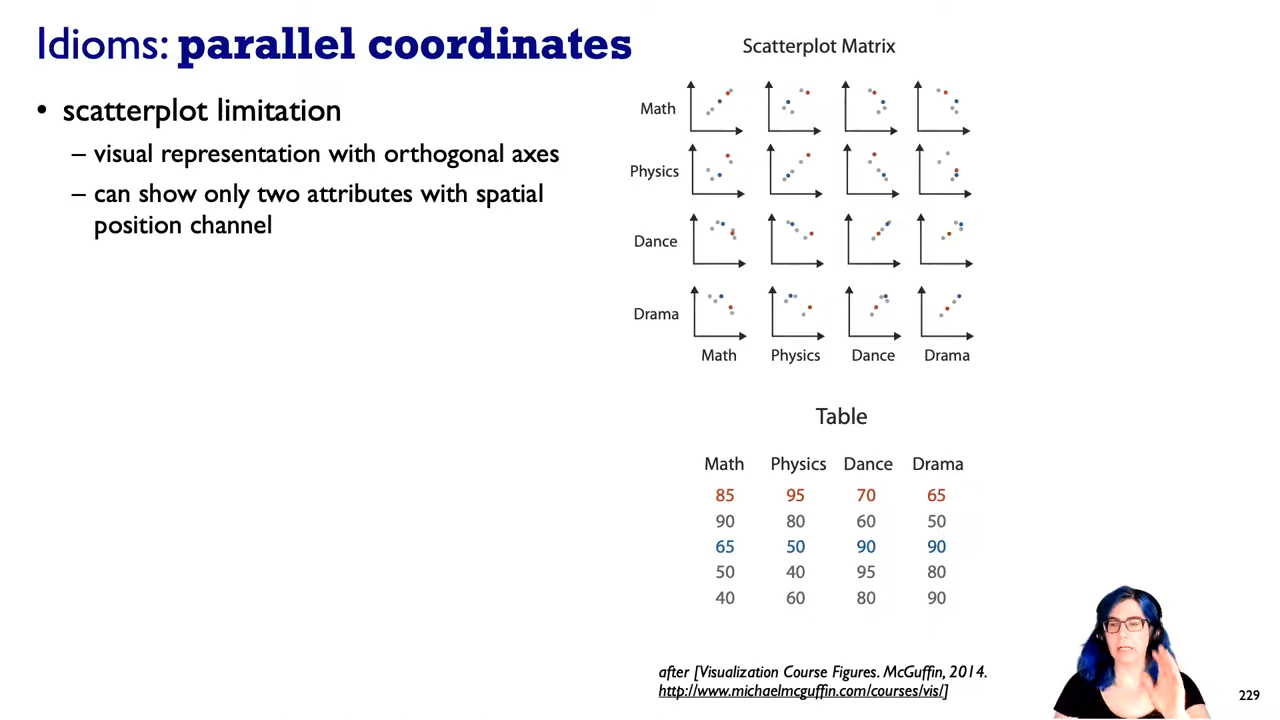 Idioms: parallel coordinates
• scatterplot limitation
– visual representation with orthogonal axes
– can show only two attributes with spatial
position channel
Scatterplot Matrix
Math
Physics
Dance
Drama
Math Physics Dance Drama
Table
Math Physics Dance Drama
85 95 70 65
90 80 60 50
65 50 90 90
50 40 95 80
40 60 80 90
after [Visualization Course Figures. McGuffin, 2014.
http://www.michaelmcguffin.com/courses/vis/]
229